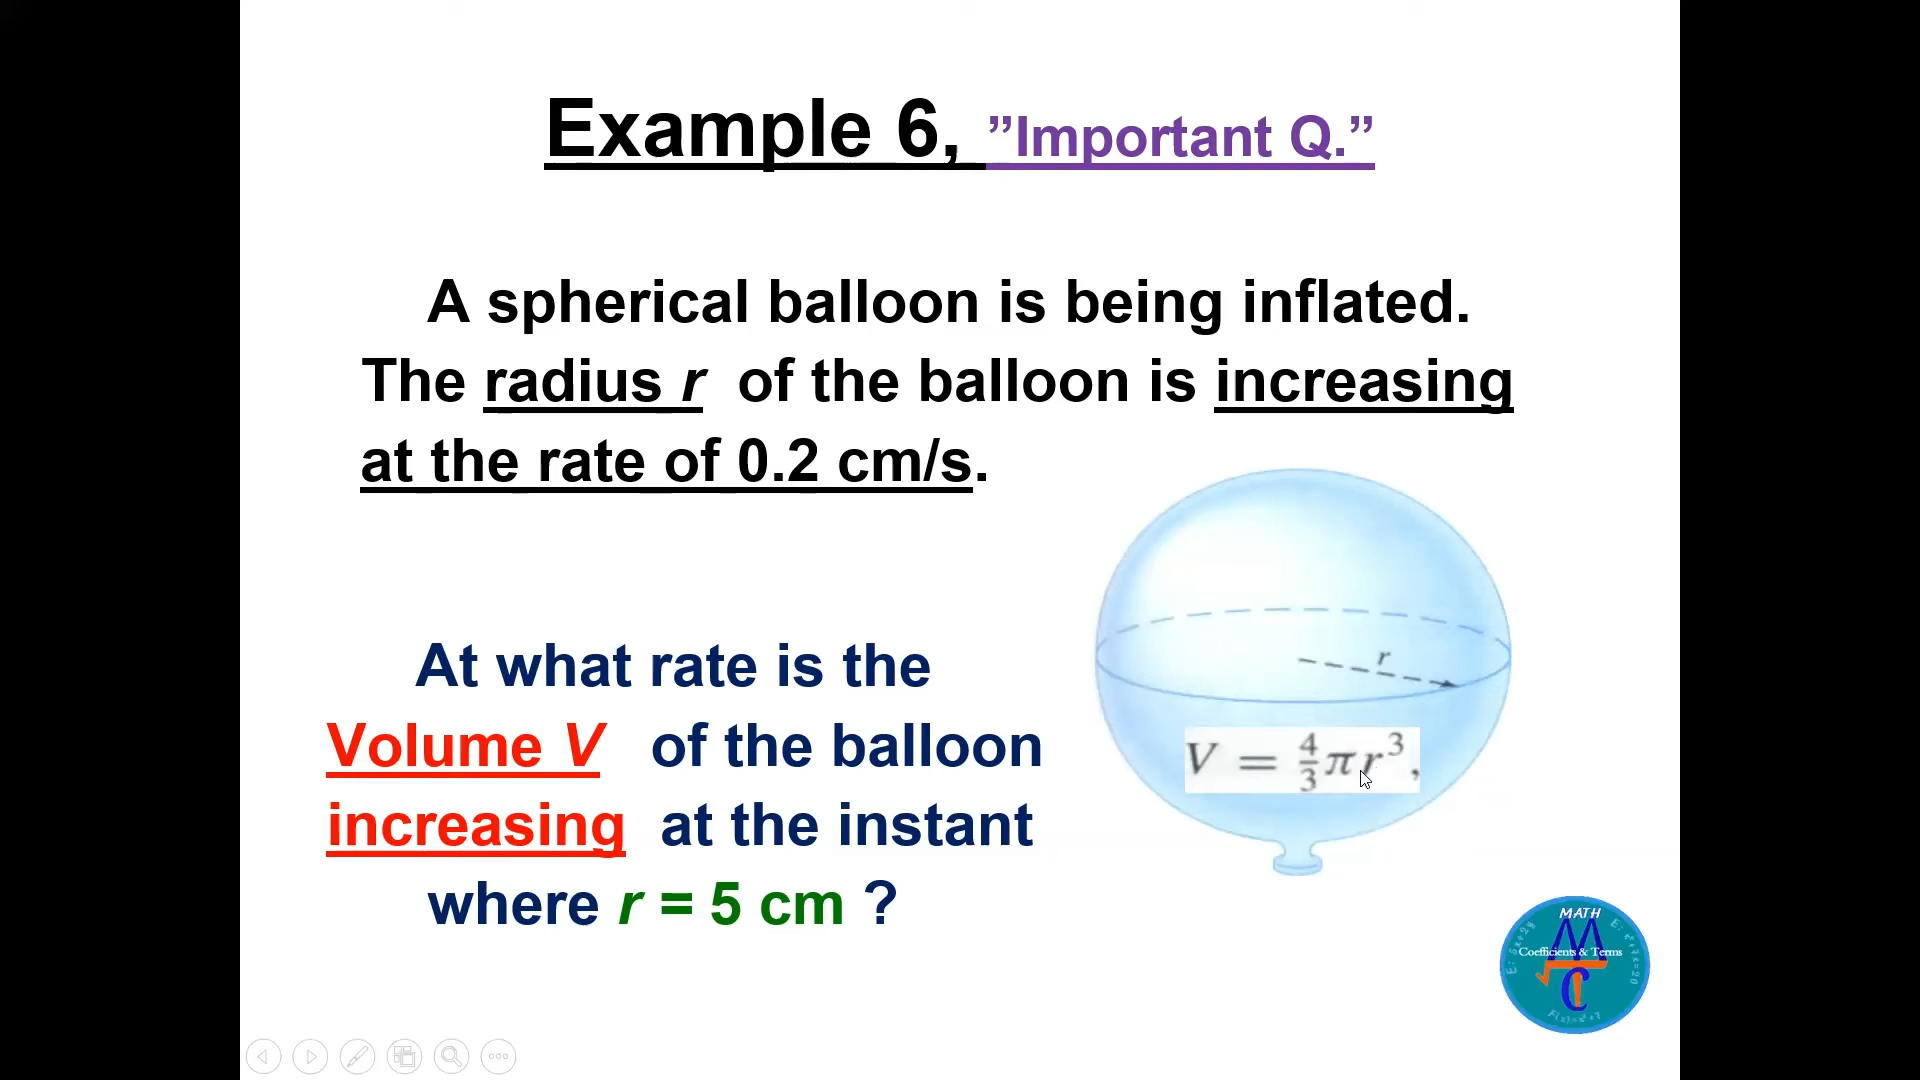 Example 6, ”Important Q.”
A spherical balloon is being inflated.
The radius r of the balloon is increasing
at the rate of 0.2 cm/s.
At what rate is the
Volume V of the balloon
increasing at the instant
where r = 5 cm ?
r
V = 4/3 πr³,
MATH
Coefficients & Terms